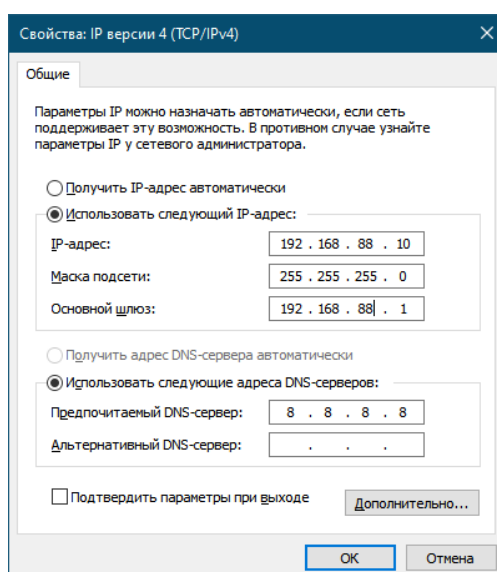 Свойства: IP версии 4 (TCP/IPv4)
Общие
Параметры IP можно назначать автоматически, если сеть
поддерживает эту возможность. В противном случае узнайте
параметры IP у сетевого администратора.
Получить IP-адрес автоматически
Использовать следующий IP-адрес:
IP-адрес: 192 . 168 . 88 . 10
Маска подсети: 255 . 255 . 255 . 0
Основной шлюз: 192 . 168 . 88 . 1
Получить адрес DNS-сервера автоматически
Использовать следующие адреса DNS-серверов:
Предпочитаемый DNS-сервер: 8 . 8 . 8 . 8
Альтернативный DNS-сервер: . . .
Подтвердить параметры при выходе
Дополнительно...
ОК Отмена